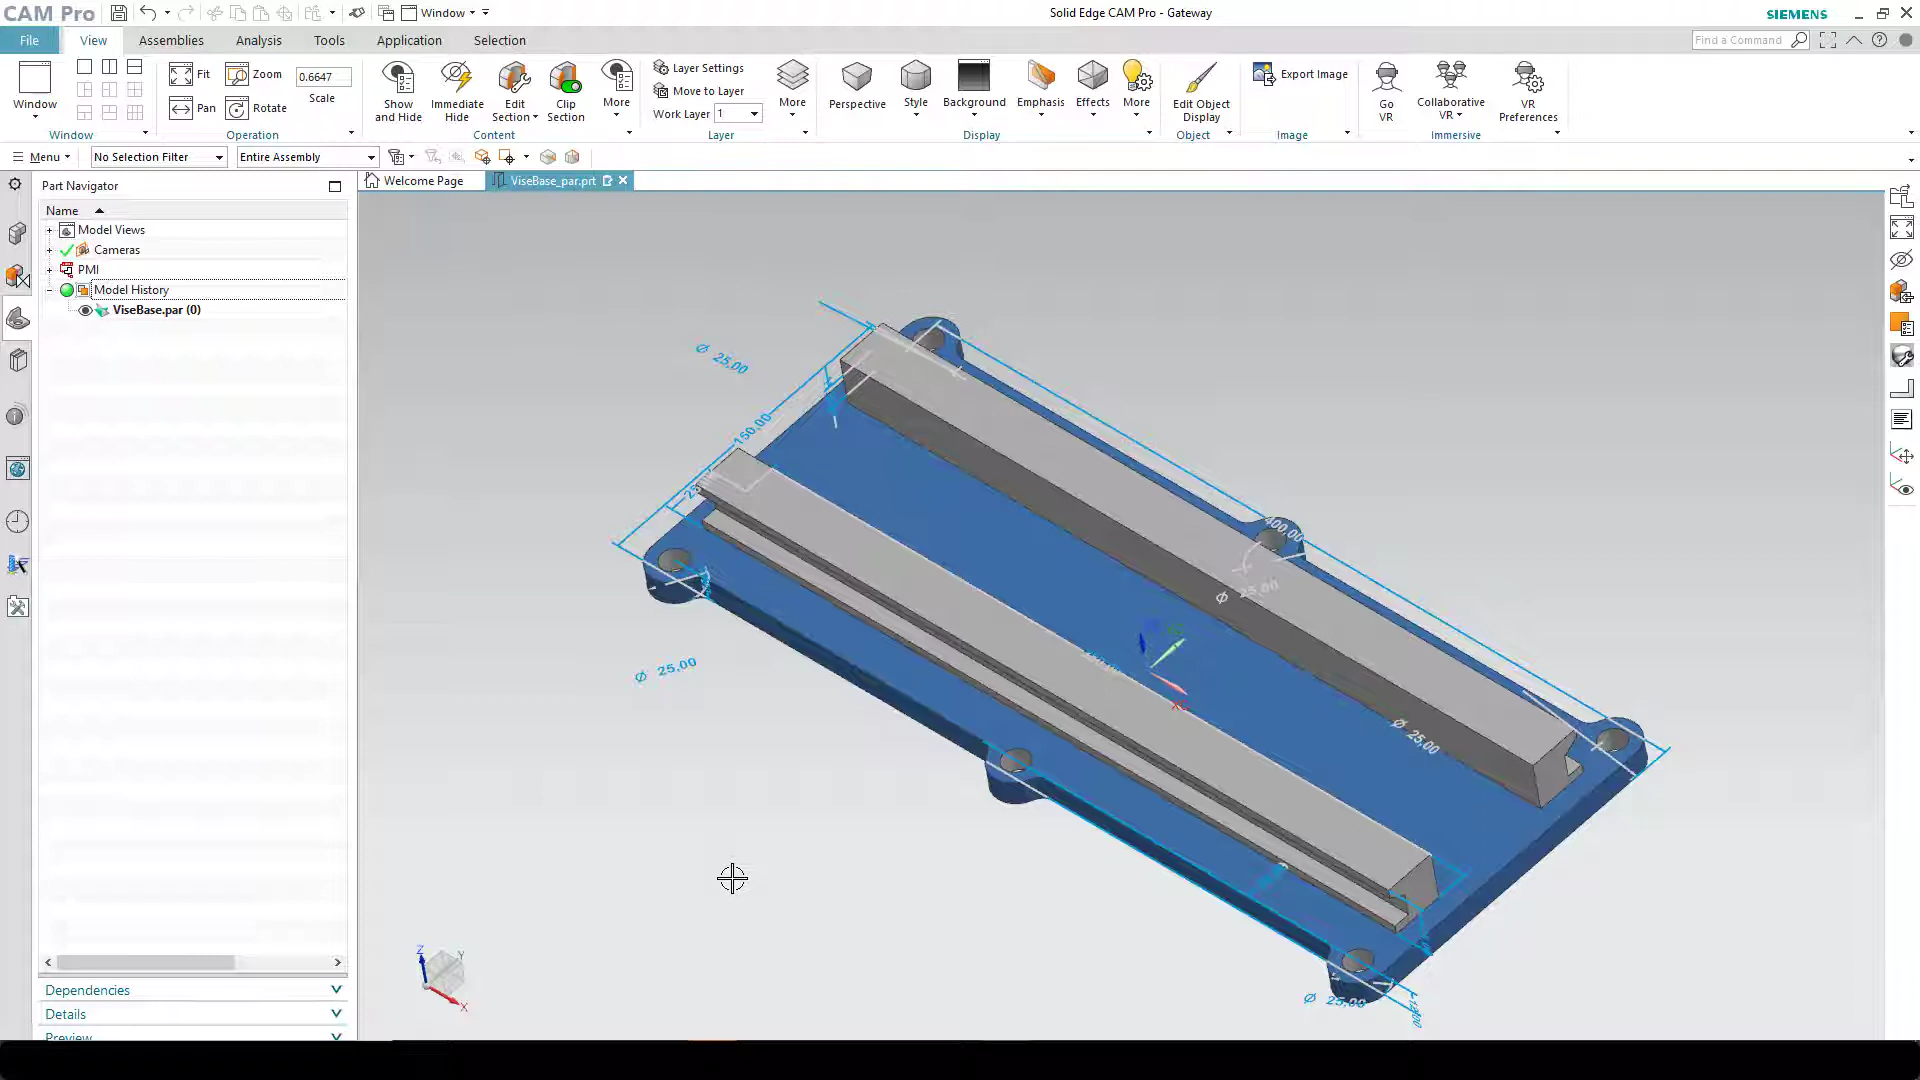 CAM Pro
Window
Solid Edge CAM Pro - Gateway
SIEMENS
File
View
Assemblies
Analysis
Tools
Application
Selection
Find a Command
Window
Fit
Zoom
0.6647
Pan
Rotate
Scale
Show and Hide
Immediate Hide
Edit Section
Clip Section
More
Layer Settings
Move to Layer
Work Layer 1
More
Perspective
Style
Background
Emphasis
Effects
More
Edit Object Display
Export Image
Go VR
Collaborative VR
VR Preferences
Window
Operation
Content
Layer
Display
Object
Image
Immersive
Menu
No Selection Filter
Entire Assembly
Part Navigator
Welcome Page
ViseBase_par.prt
Name
Model Views
Cameras
PMI
Model History
ViseBase.par (0)
Ø 25,00
150,00
400,00
Ø 25,00
Ø 25,00
Ø 25,00
Ø 25,00
Z
Y
X
Dependencies
Details
Preview